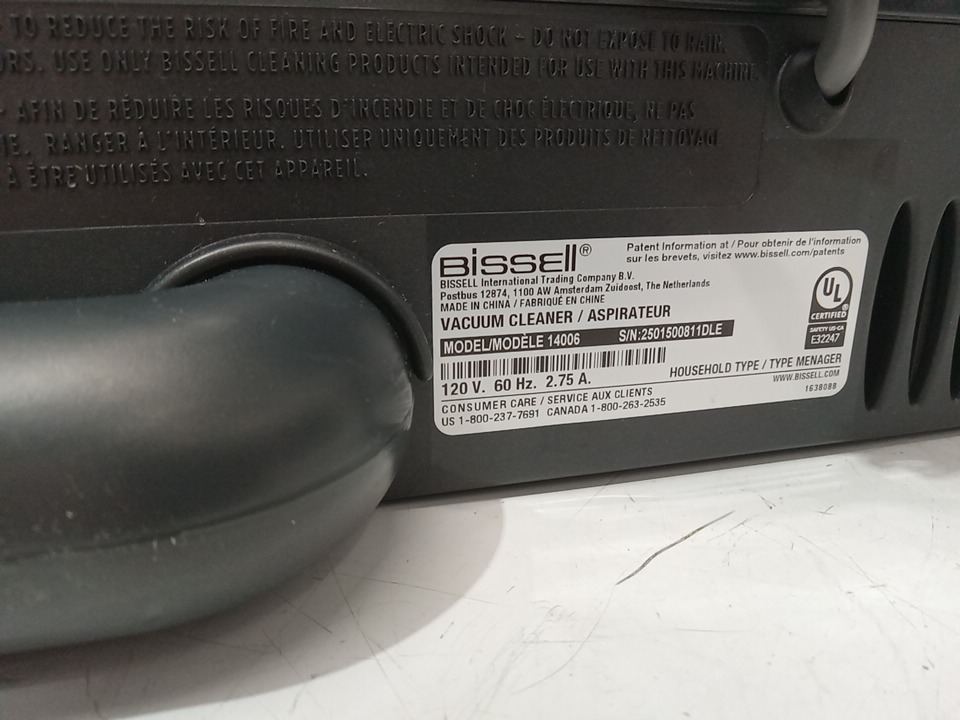 - TO REDUCE THE RISK OF FIRE AND ELECTRIC SHOCK - DO NOT EXPOSE TO RAIN.
ORS. USE ONLY BISSELL CLEANING PRODUCTS INTENDED FOR USE WITH THIS MACHINE.
- AFIN DE RÉDUIRE LES RISQUES D'INCENDIE ET DE CHOC ÉLECTRIQUE, NE PAS
IE. RANGER À L'INTÉRIEUR. UTILISER UNIQUEMENT DES PRODUITS DE NETTOYAGE
À ÊTRE UTILISÉS AVEC CET APPAREIL.
BISSELL®
Patent Information at / Pour obtenir de l'information
sur les brevets, visitez www.bissell.com/patents
BISSELL International Trading Company B.V.
Postbus 12874, 1100 AW Amsterdam Zuidoost, The Netherlands
MADE IN CHINA / FABRIQUÉ EN CHINE
VACUUM CLEANER / ASPIRATEUR
MODEL/MODÈLE 14006 S/N:2501500811DLE
120 V. 60 Hz. 2.75 A.
HOUSEHOLD TYPE / TYPE MENAGER
CONSUMER CARE / SERVICE AUX CLIENTS
US 1-800-237-7691 CANADA 1-800-263-2535
WWW.BISSELL.COM
1638088
UL
CERTIFIED
SAFETY US-CA
E32247